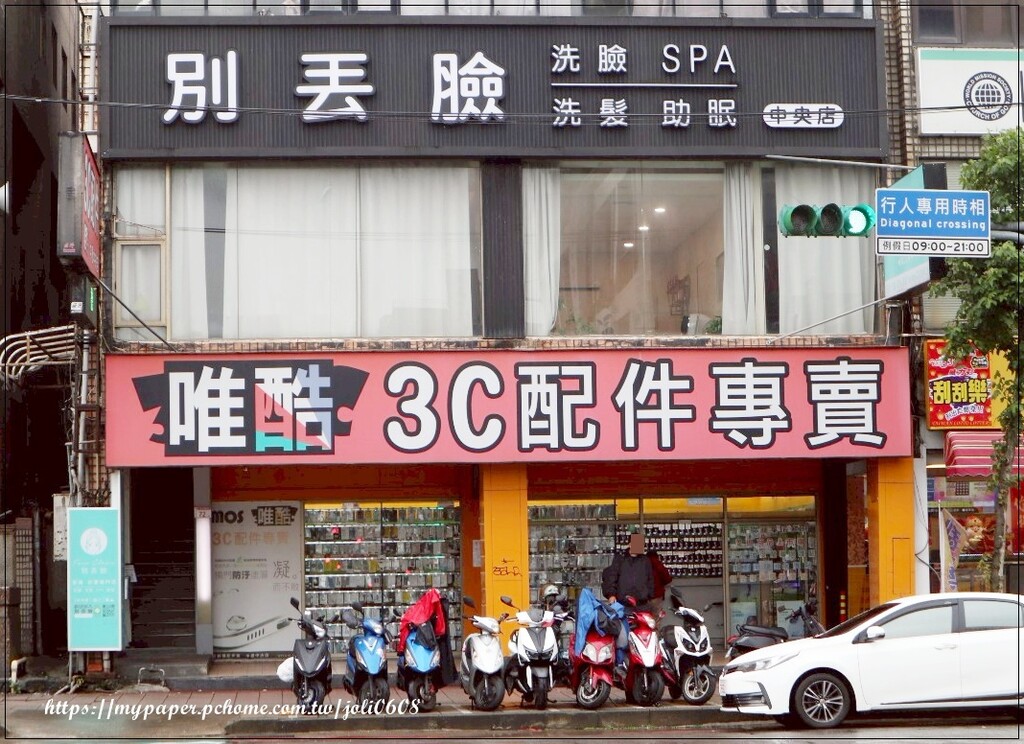 別丟臉
洗臉 SPA
洗髮 助眠
中央店
行人專用時相
Diagonal crossing
例假日09:00-21:00
唯酷 3C配件專賣
刮刮樂
mos 唯酷
3C配件專賣
72
https://mypaper.pchome.com.tw/joli0608